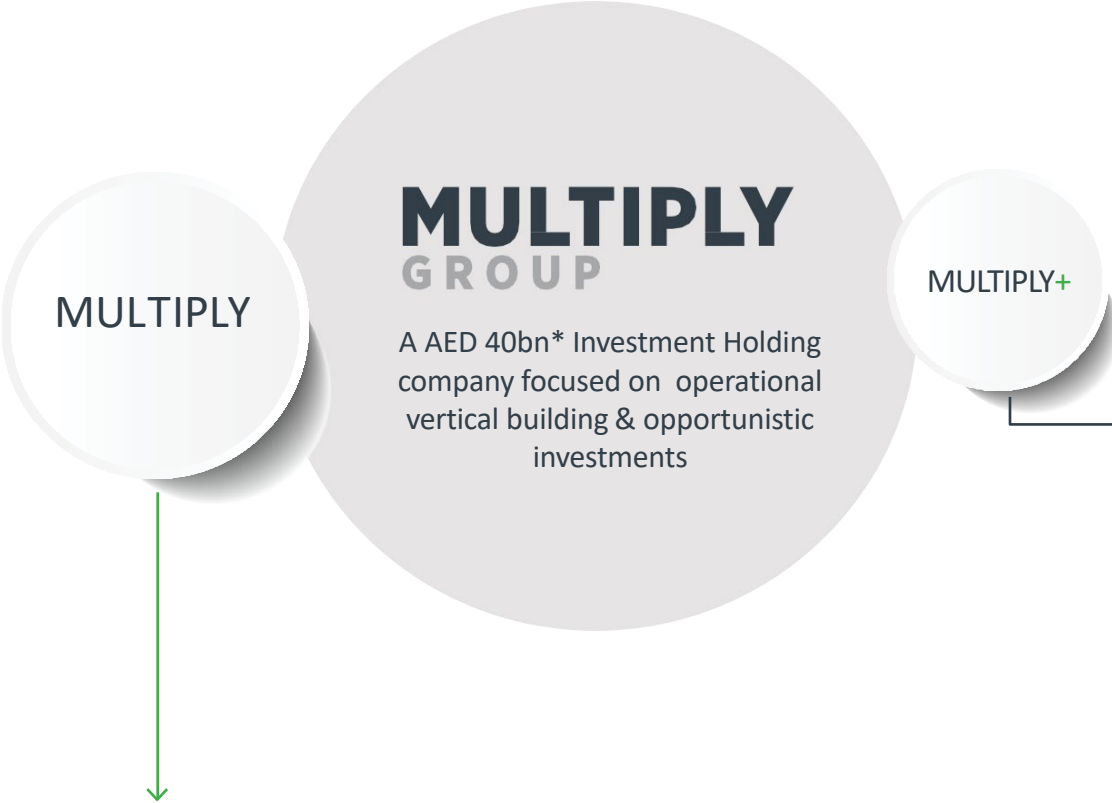 MULTIPLY
MULTIPLY
GROUP
A AED 40bn* Investment Holding
company focused on operational
vertical building & opportunistic
investments
MULTIPLY+